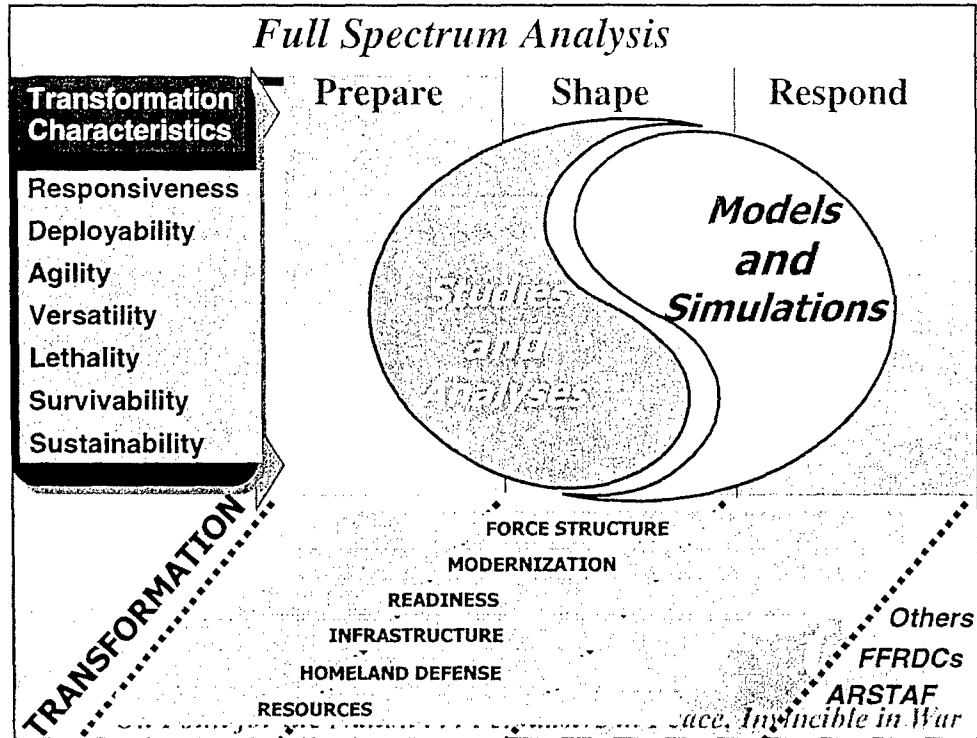 Full Spectrum Analysis
Transformation
Characteristics
Responsiveness
Deployability
Agility
Versatility
Lethality
Survivability
Sustainability
Prepare
Shape
Respond
Studies
and
Analyses
Models
and
Simulations
TRANSFORMATION
FORCE STRUCTURE
MODERNIZATION
READINESS
INFRASTRUCTURE
HOMELAND DEFENSE
RESOURCES
Others
FFRDCs
ARSTAF
Invincible in War